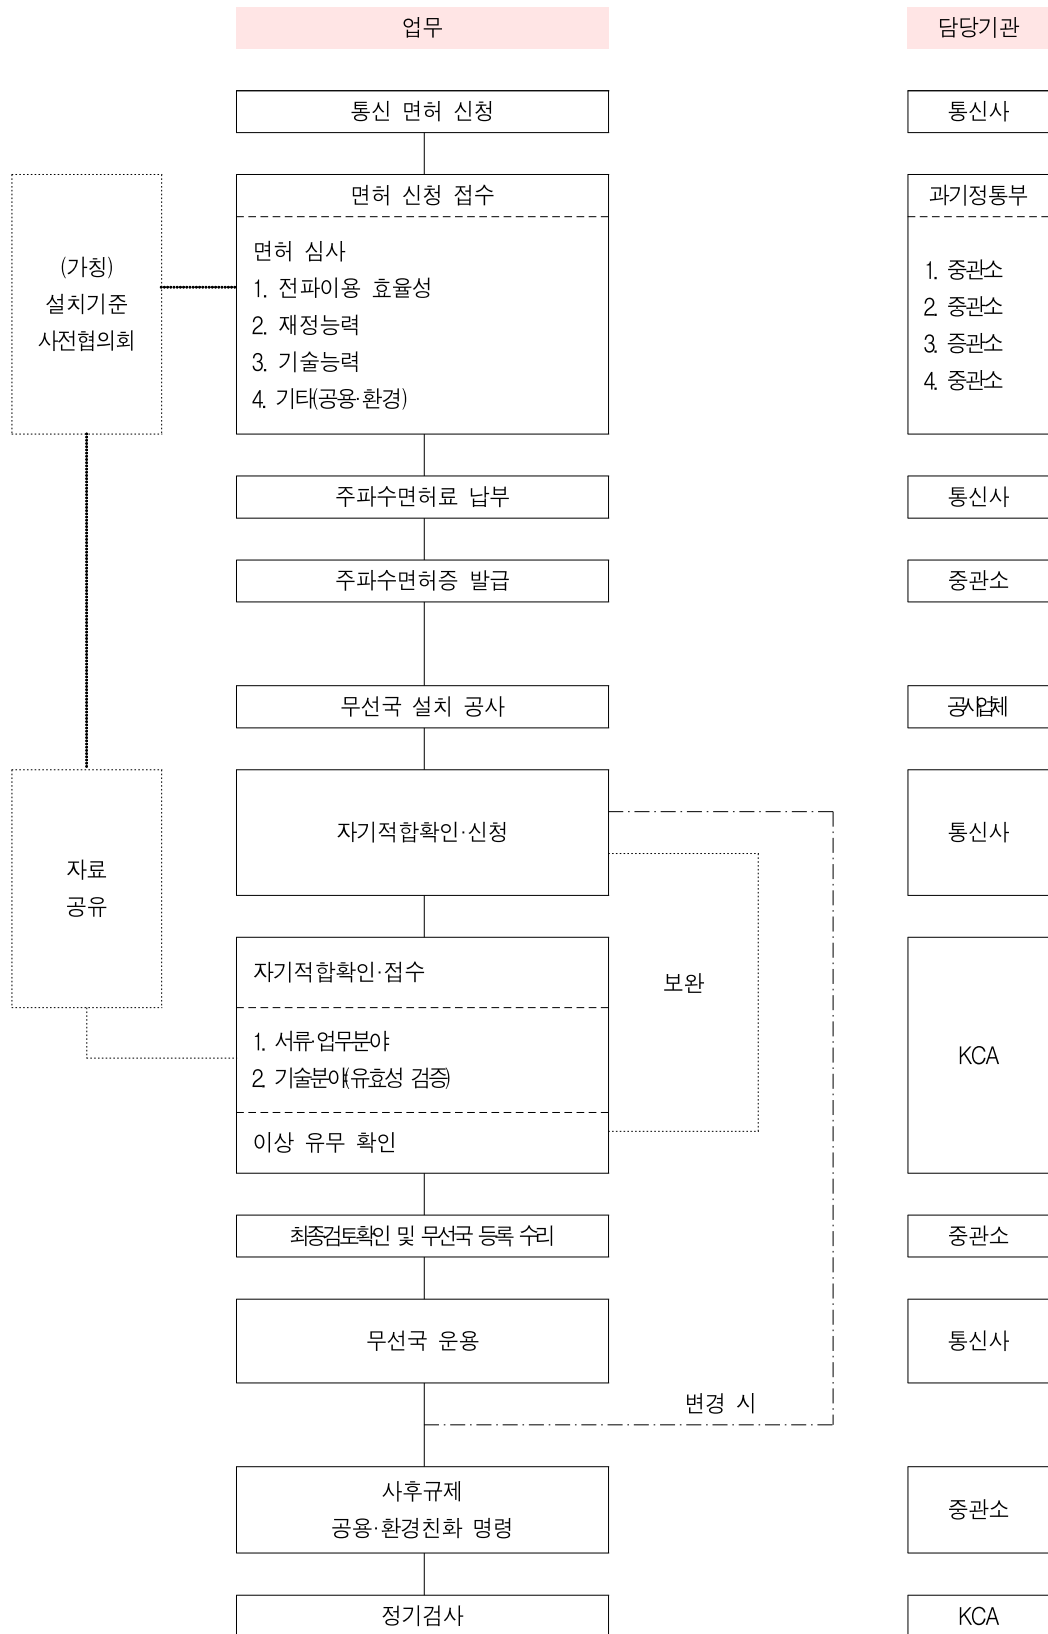 업무
담당기관
통신 면허 신청
통신사
면허 신청 접수
과기정통부
(가칭)
설치기준
사전협의회
면허 심사
1. 전파이용 효율성
2. 재정능력
3. 기술능력
4. 기타(공용·환경)
1. 중관소
2. 중관소
3. 중관소
4. 중관소
주파수면허료 납부
통신사
주파수면허증 발급
중관소
무선국 설치 공사
공사업체
자기적합확인·신청
통신사
자료
공유
보완
자기적합확인·접수
1. 서류·업무분야
2. 기술분야(유효성 검증)
이상 유무 확인
KCA
최종검토확인 및 무선국 등록 수리
중관소
무선국 운용
통신사
변경 시
사후규제
공용·환경친화 명령
중관소
정기검사
KCA